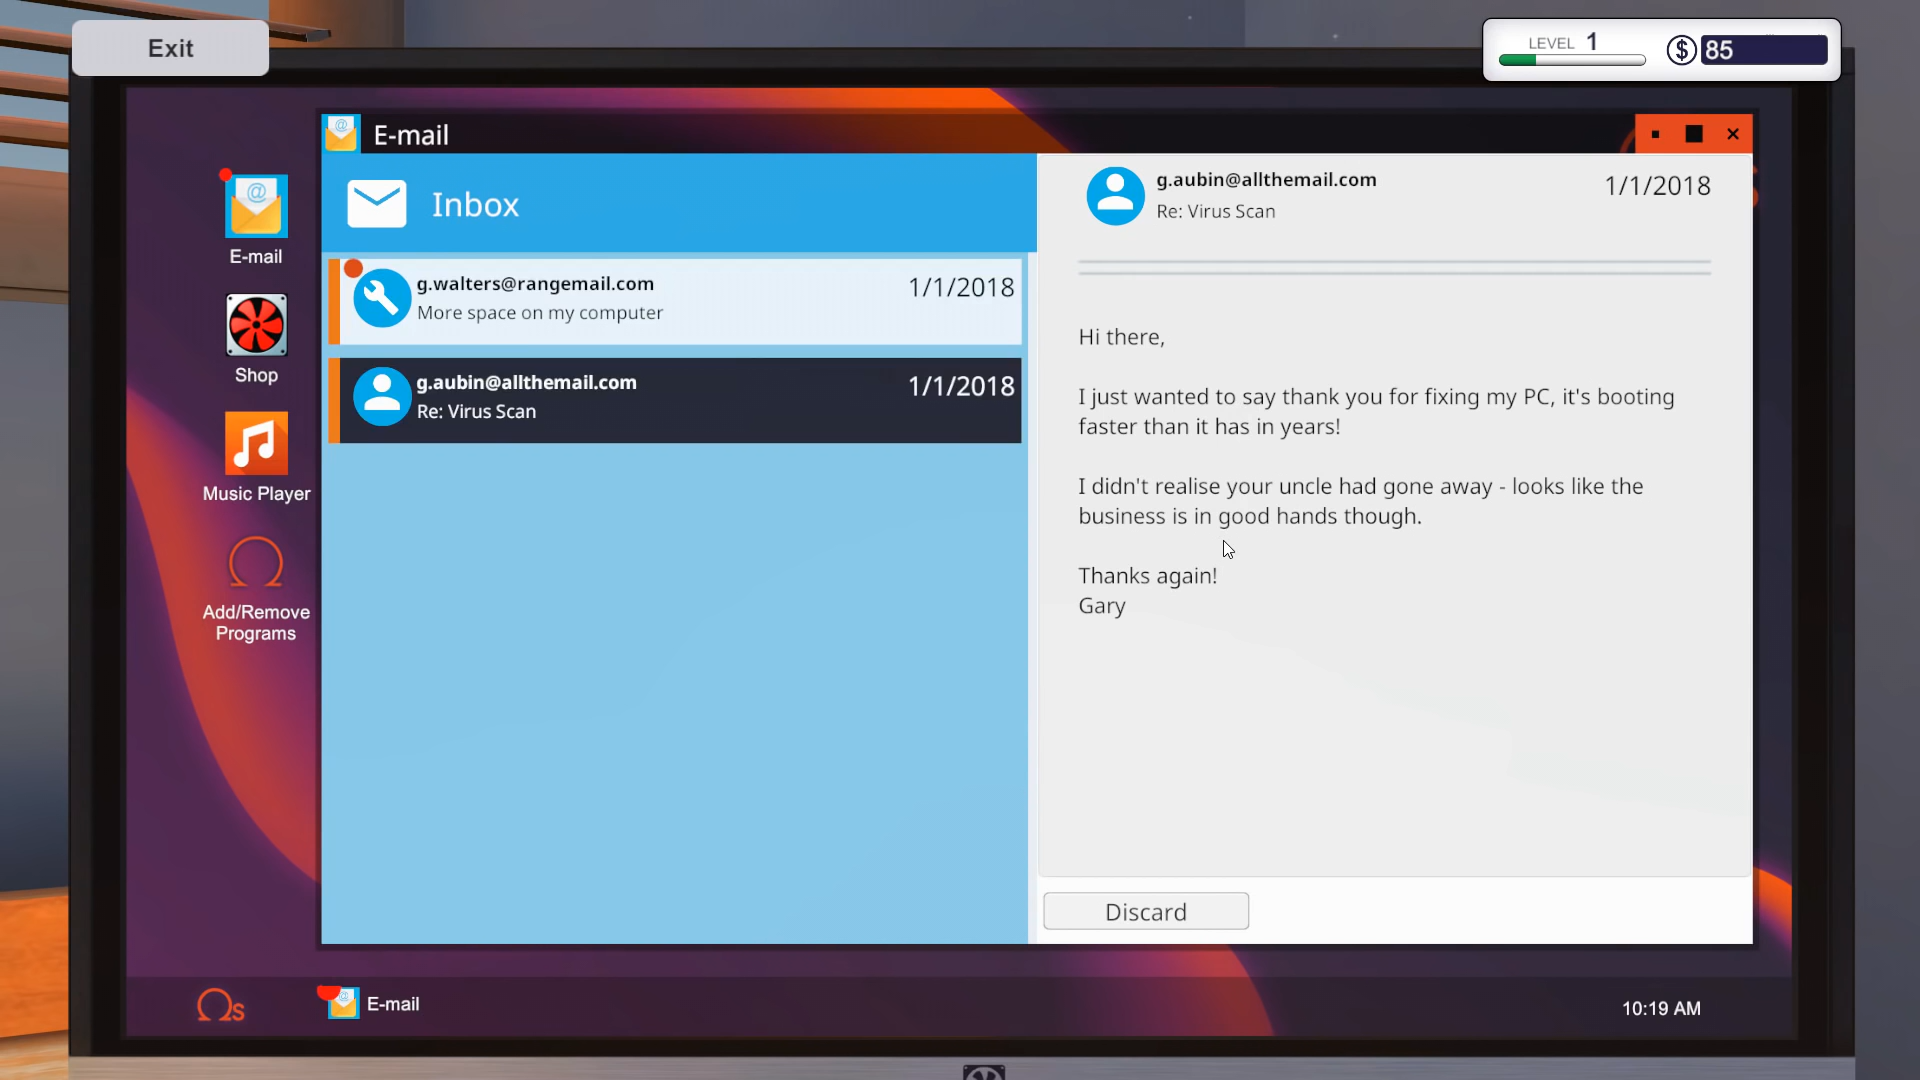 Exit
LEVEL 1
$ 85
E-mail
Inbox
g.walters@rangemail.com
1/1/2018
More space on my computer
g.aubin@allthemail.com
1/1/2018
Re: Virus Scan
g.aubin@allthemail.com
1/1/2018
Re: Virus Scan
Hi there,
I just wanted to say thank you for fixing my PC, it's booting
faster than it has in years!
I didn't realise your uncle had gone away - looks like the
business is in good hands though.
Thanks again!
Gary
Discard
E-mail
Shop
Music Player
Add/Remove
Programs
Ωs
E-mail
10:19 AM